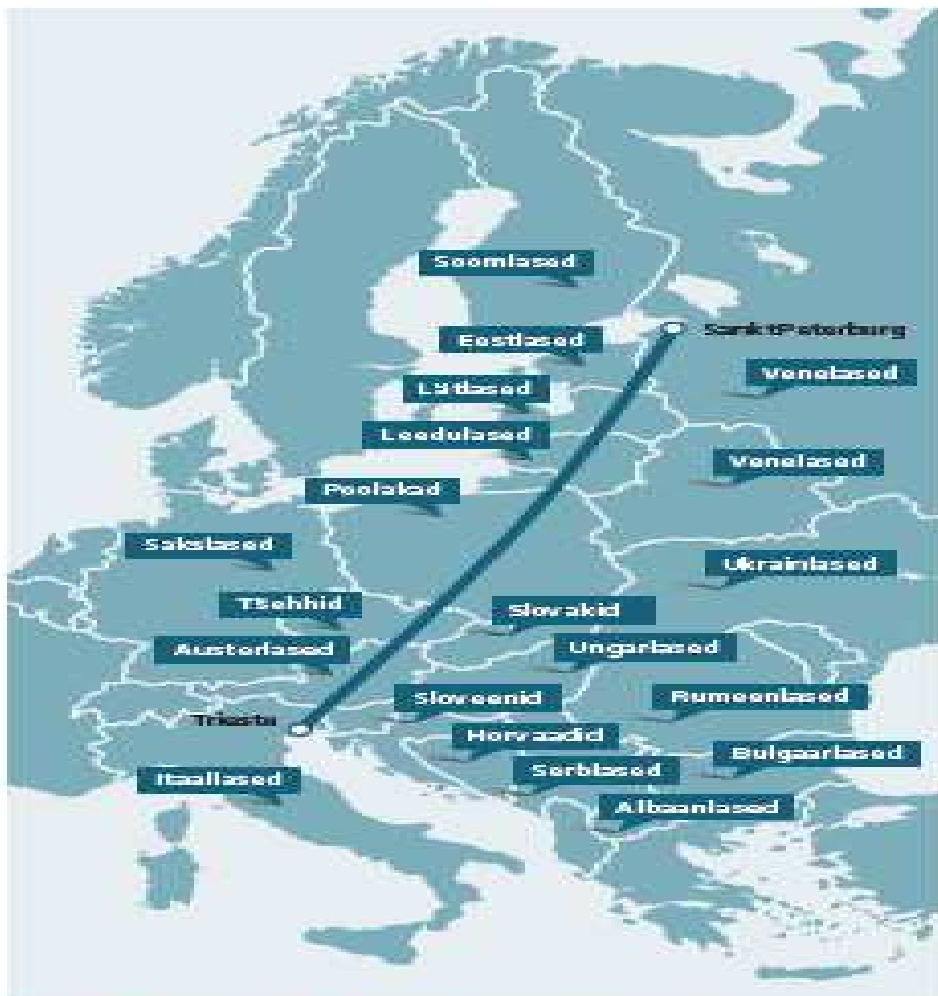 Soomlased
SanktPeterburg
Eestlased
Venelased
Lätlased
Leedulased
Venelased
Poolakad
Sakslased
Ukrainlased
TSehhid
Slovakid
Austerlased
Ungarlased
Sloveenid
Rumeenlased
Trieste
Horvaadid
Bulgaarlased
Serblased
Itaallased
Albaanlased